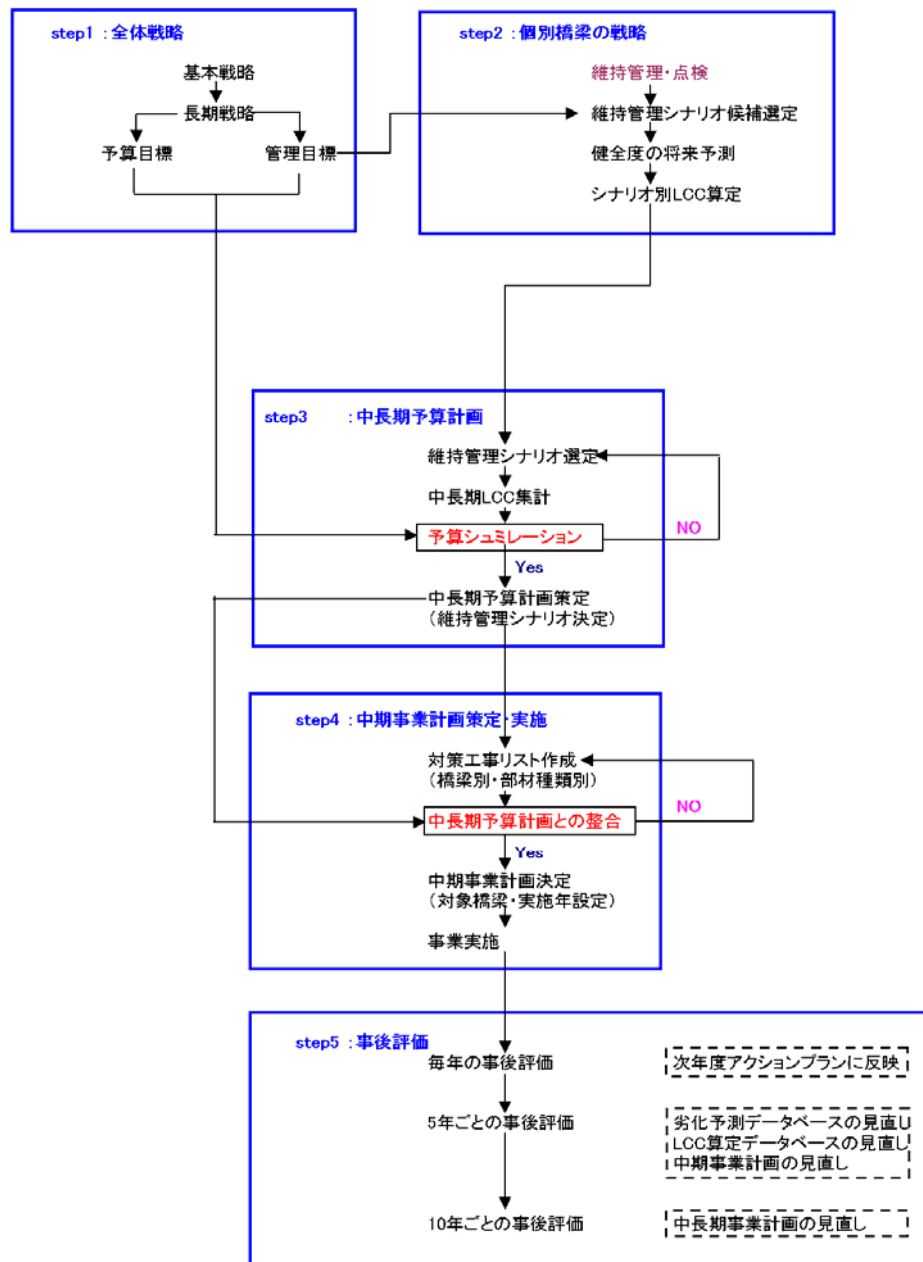 step1：全体戦略
基本戦略
長期戦略
予算目標
管理目標
step2：個別橋梁の戦略
維持管理・点検
維持管理シナリオ候補選定
健全度の将来予測
シナリオ別LCC算定
step3　：中長期予算計画
維持管理シナリオ選定
中長期LCC集計
予算シュミレーション
NO
Yes
中長期予算計画策定
（維持管理シナリオ決定）
step4：中期事業計画策定・実施
対策工事リスト作成
（橋梁別・部材種類別）
中長期予算計画との整合
NO
Yes
中期事業計画決定
（対象橋梁・実施年設定）
事業実施
step5：事後評価
毎年の事後評価
次年度アクションプランに反映
5年ごとの事後評価
劣化予測データベースの見直し
LCC算定データベースの見直し
中期事業計画の見直し
10年ごとの事後評価
中長期事業計画の見直し